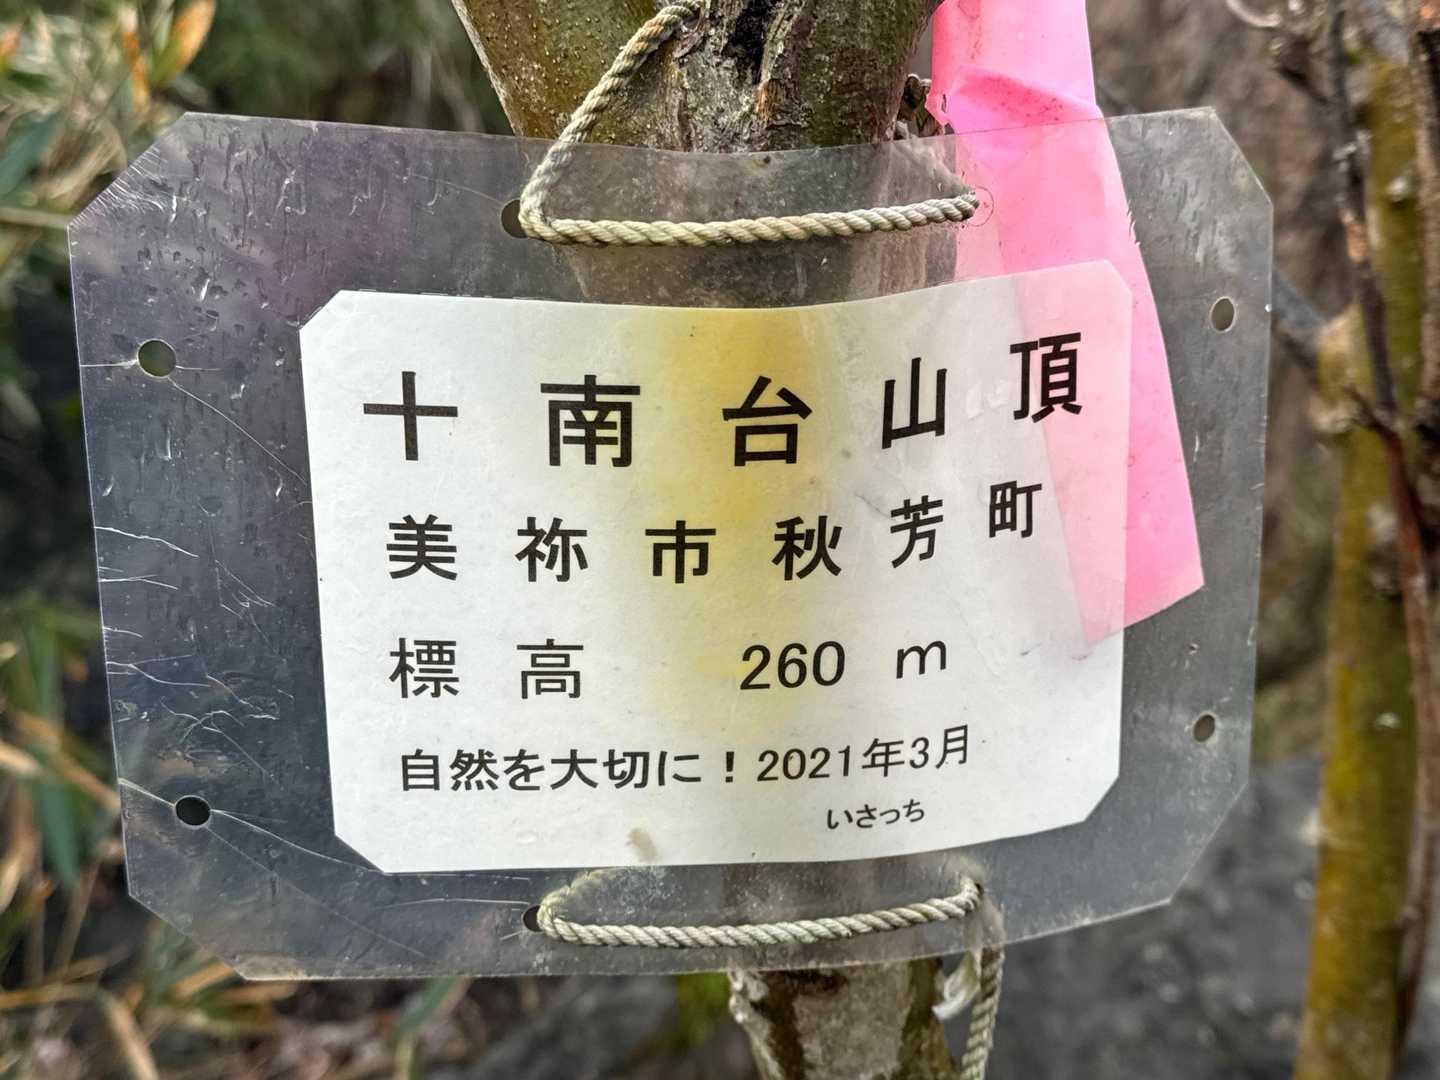 十南台山頂
美祢市秋芳町
標高 260 m
自然を大切に！2021年3月
いさっち